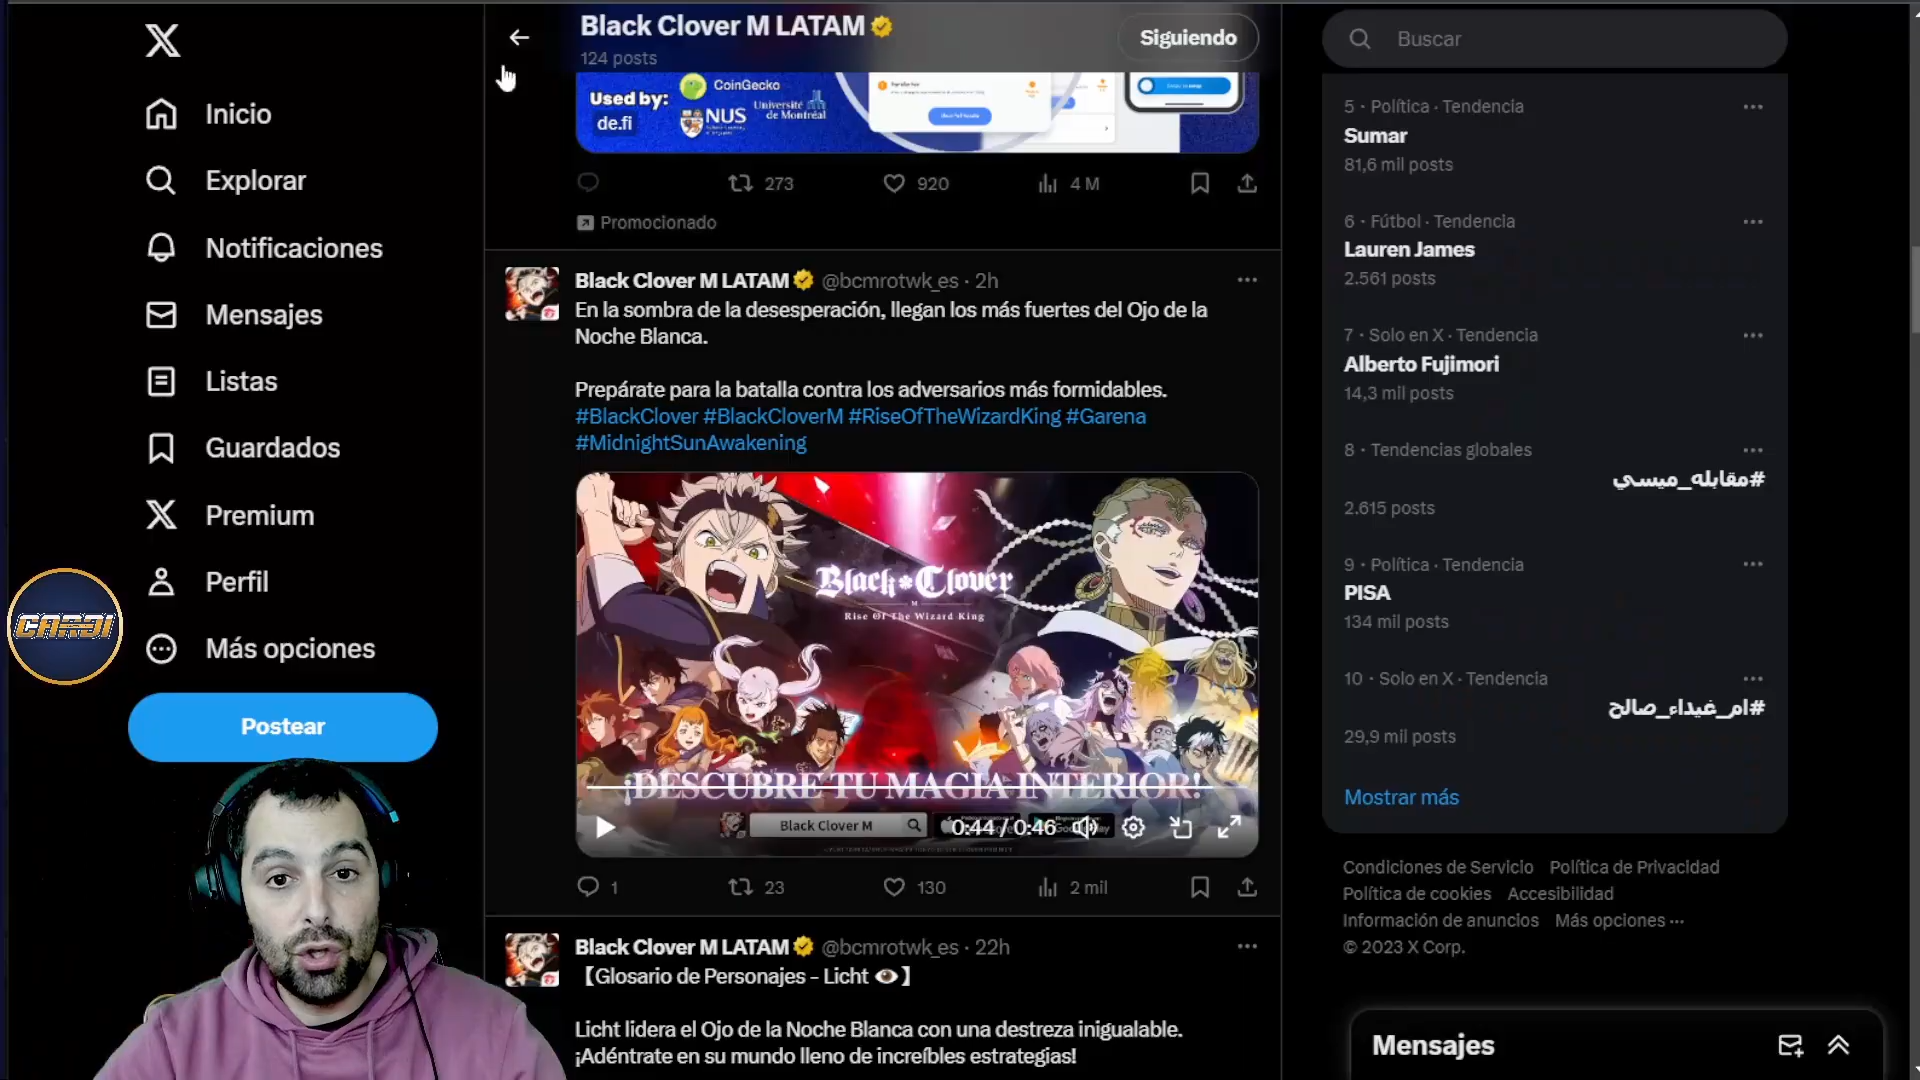 Inicio
Explorar
Notificaciones
Mensajes
Listas
Guardados
Premium
Perfil
Más opciones
Postear
CARDI
Black Clover M LATAM
124 posts
Siguiendo
Used by:
de.fi
CoinGecko
NUS
Université
de Montréal
273
920
4 M
Promocionado
Black Clover M LATAM @bcmrotwk_es · 2h
En la sombra de la desesperación, llegan los más fuertes del Ojo de la
Noche Blanca.
Prepárate para la batalla contra los adversarios más formidables.
#BlackClover #BlackCloverM #RiseOfTheWizardKing #Garena
#MidnightSunAwakening
Black Clover
M
Rise Of The Wizard King
¡DESCUBRE TU MAGIA INTERIOR!
Black Clover M
0:44 / 0:46
1
23
130
2 mil
Black Clover M LATAM @bcmrotwk_es · 22h
【Glosario de Personajes - Licht 👁】
Licht lidera el Ojo de la Noche Blanca con una destreza inigualable.
¡Adéntrate en su mundo lleno de increíbles estrategias!
Buscar
5 · Política · Tendencia
Sumar
81,6 mil posts
6 · Fútbol · Tendencia
Lauren James
2.561 posts
7 · Solo en X · Tendencia
Alberto Fujimori
14,3 mil posts
8 · Tendencias globales
#مقابله_ميسي
2.615 posts
9 · Política · Tendencia
PISA
134 mil posts
10 · Solo en X · Tendencia
#ام_غيداء_صالح
29,9 mil posts
Mostrar más
Condiciones de Servicio Política de Privacidad
Política de cookies Accesibilidad
Información de anuncios Más opciones ···
© 2023 X Corp.
Mensajes